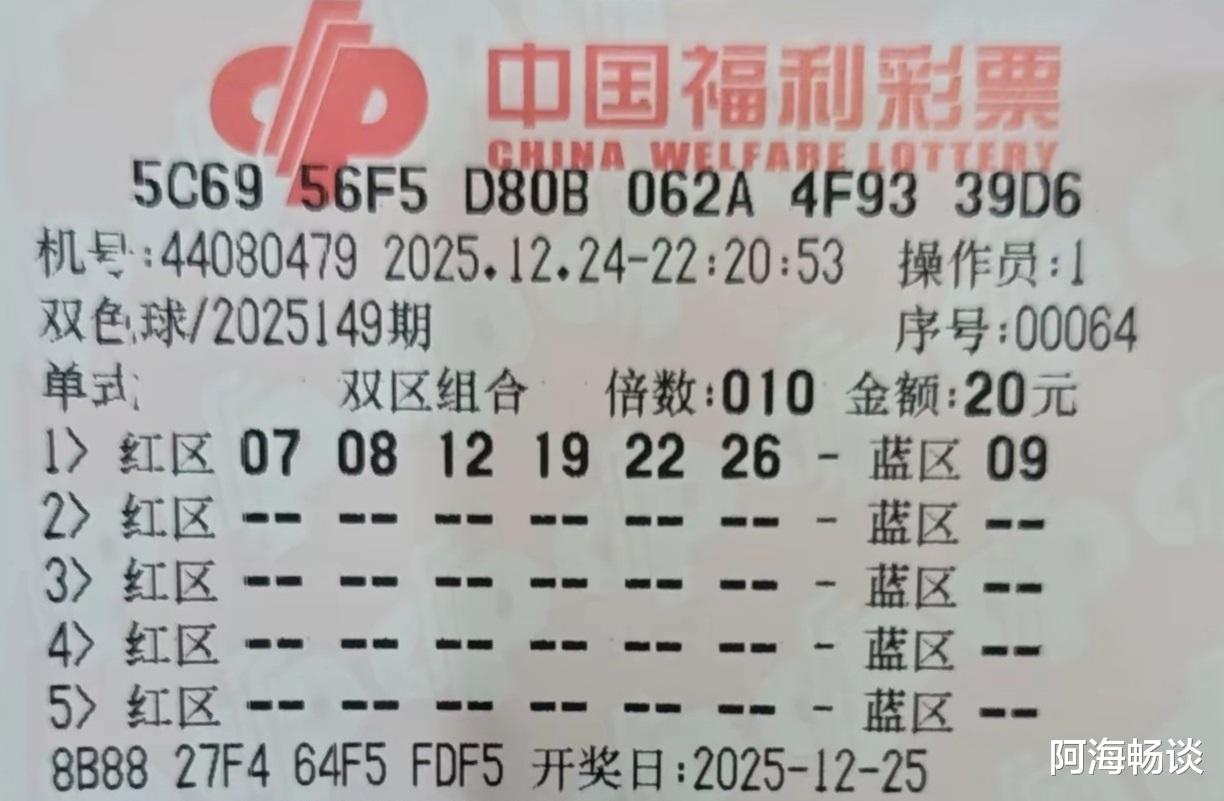 中国福利彩票
CHINA WELFARE LOTTERY
5C69 56F5 D80B 062A 4F93 39D6
机号:44080479 2025.12.24-22:20:53 操作员:1
双色球/2025149期 序号:00064
单式: 双区组合 倍数:010 金额:20元
1> 红区 07 08 12 19 22 26 - 蓝区 09
2> 红区 -- -- -- -- -- -- - 蓝区 --
3> 红区 -- -- -- -- -- -- - 蓝区 --
4> 红区 -- -- -- -- -- -- - 蓝区 --
5> 红区 -- -- -- -- -- -- - 蓝区 --
8B88 27F4 64F5 FDF5 开奖日:2025-12-25
阿海畅谈